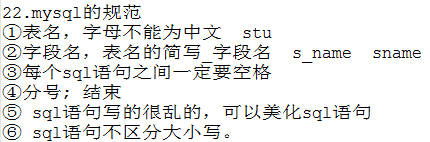 22.mysql的规范
①表名，字母不能为中文  stu
②字段名，表名的简写_字段名  s_name  sname
③每个sql语句之间一定要空格
④分号；结束
⑤ sql语句写的很乱的，可以美化sql语句
⑥ sql语句不区分大小写。